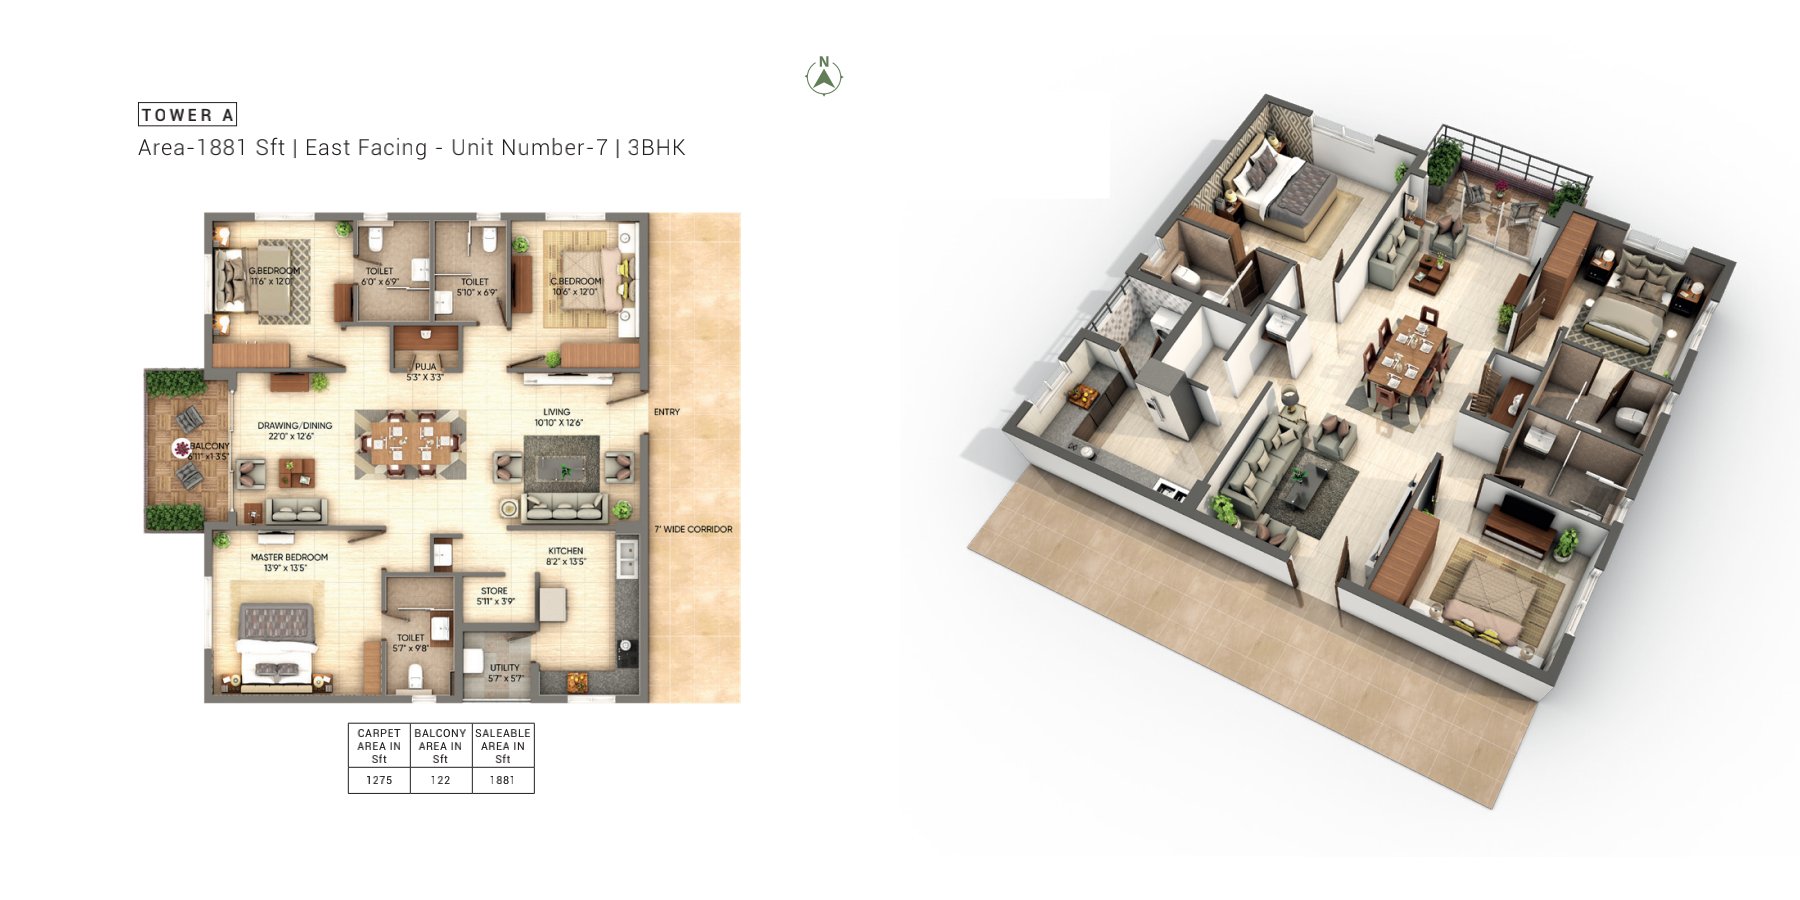 N
TOWER A
Area-1881 Sft | East Facing - Unit Number-7 | 3BHK
G.BEDROOM
11'6" x 12'0"
TOILET
6'0" x 6'9"
TOILET
5'10" x 6'9"
C.BEDROOM
10'6" x 12'0"
PUJA
5'3" X 3'3"
DRAWING/DINING
22'0" x 12'6"
LIVING
10'10" X 12'6"
ENTRY
BALCONY
6'11" x 13'5"
7' WIDE CORRIDOR
MASTER BEDROOM
13'9" x 13'5"
KITCHEN
8'2" x 13'5"
STORE
5'11" x 3'9"
TOILET
5'7" x 9'8"
UTILITY
5'7" x 5'7"
CARPET AREA IN Sft
BALCONY AREA IN Sft
SALEABLE AREA IN Sft
1275
122
1881